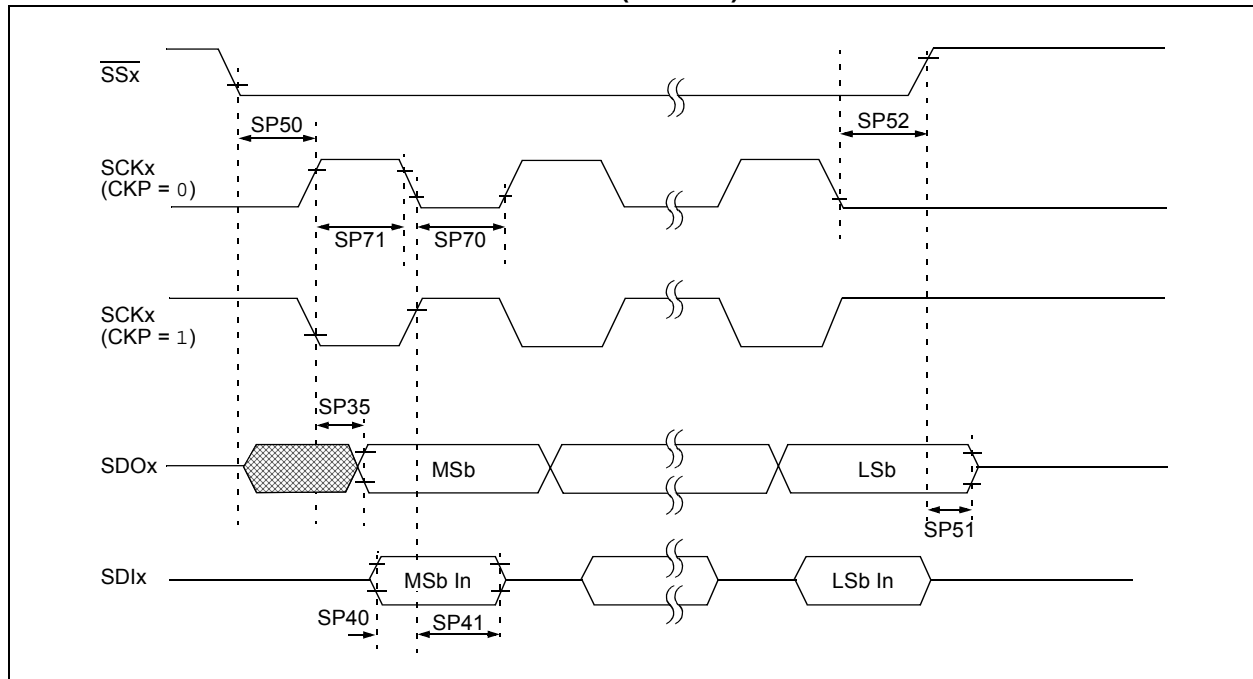 SSx
SP50
SP52
SCKx
(CKP = 0)
SP71
SP70
SCKx
(CKP = 1)
SP35
SDOx
MSb
LSb
SP51
SDIx
MSb In
LSb In
SP40
SP41